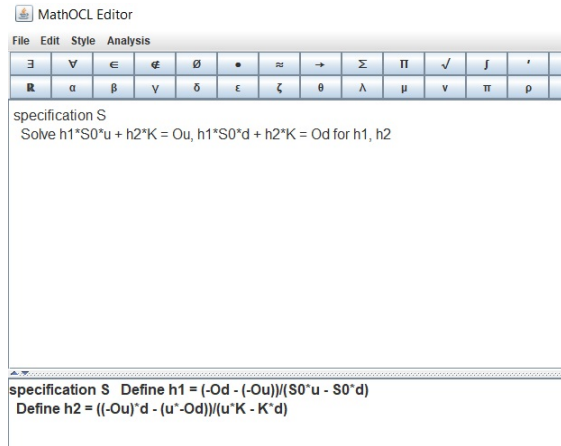 MathOCL Editor
File Edit Style Analysis
∃ ∀ ∈ ∉ Ø • ≈ → Σ Π √ ∫ ′
ℝ α β γ δ ε ζ θ λ μ ν π ρ
specification S
Solve h1*S0*u + h2*K = Ou, h1*S0*d + h2*K = Od for h1, h2
specification S Define h1 = (-Od - (-Ou))/(S0*u - S0*d)
Define h2 = ((-Ou)*d - (u*-Od))/(u*K - K*d)